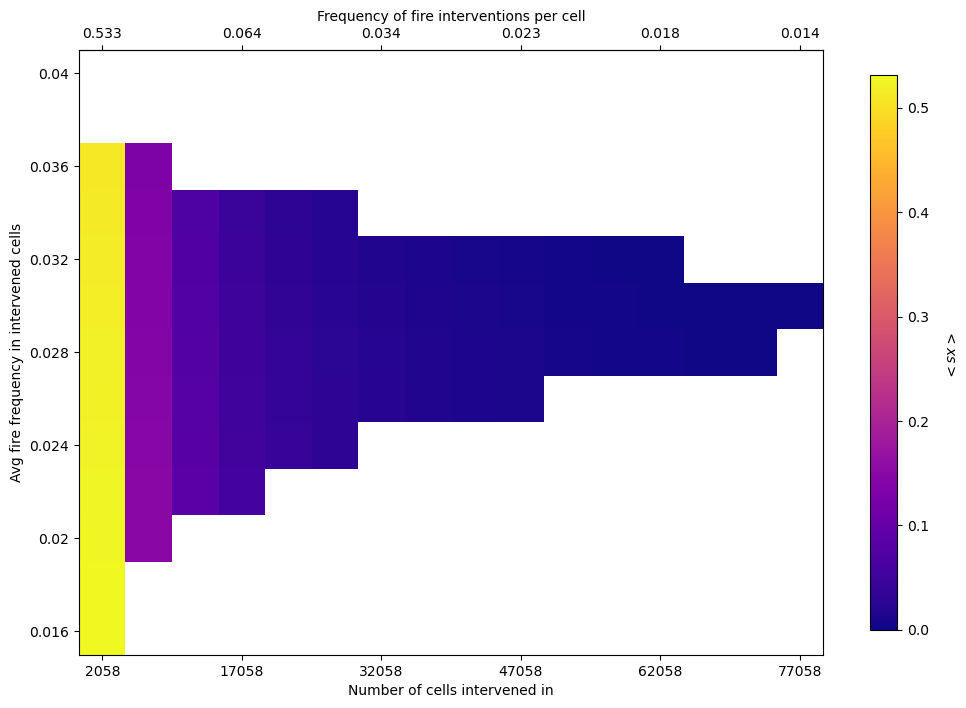 Frequency of fire interventions per cell
0.533 0.064 0.034 0.023 0.018 0.014
0.04
0.036
0.032
0.028
0.024
0.02
0.016
Avg fire frequency in intervened cells
2058 17058 32058 47058 62058 77058
Number of cells intervened in
0.5
0.4
0.3
0.2
0.1
0.0
< sx >